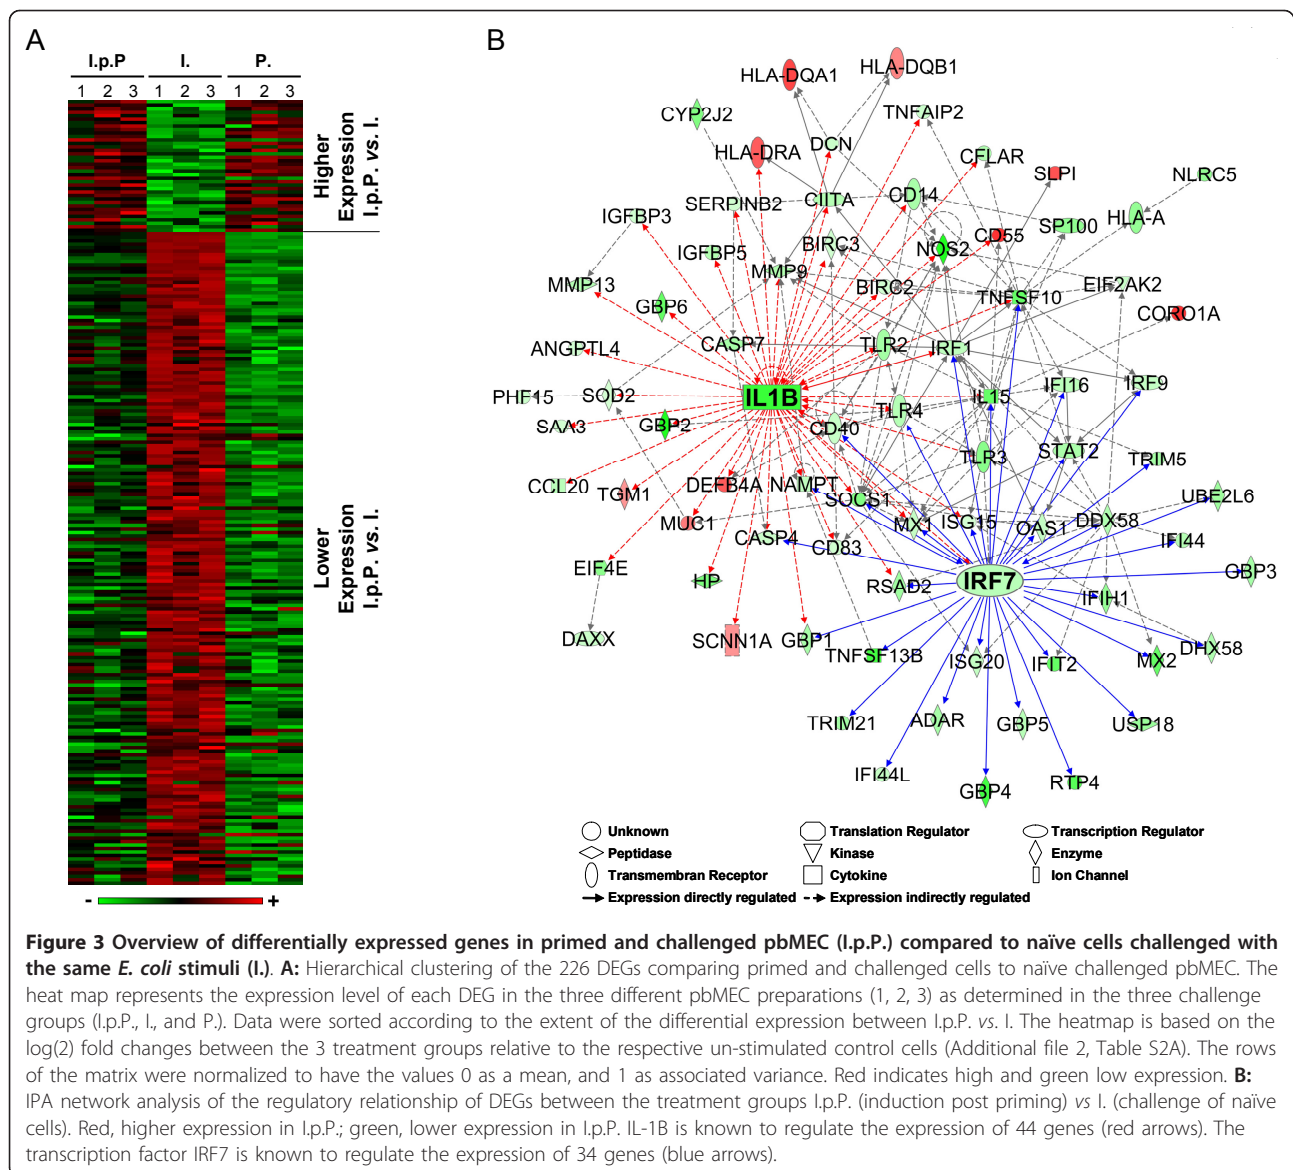 A
B
I.p.P I. P.
1 2 3 1 2 3 1 2 3
Higher
Expression
I.p.P. vs. I.
Lower
Expression
I.p.P. vs. I.
- +
HLA-DQA1
HLA-DQB1
CYP2J2
TNFAIP2
HLA-DRA
DCN
CFLAR
SLPI
NLRC5
SERPINB2
CIITA
CD14
IGFBP3
SP100
HLA-A
IGFBP5
BIRC3
NOS2
CD55
MMP13
MMP9
BIRC2
TNFSF10
EIF2AK2
GBP6
CORO1A
ANGPTL4
CASP7
TLR2
IRF1
PHF15
SOD2
IL1B
IL15
IFI16
IRF9
SAA3
GBP2
CD40
TLR4
TLR3
STAT2
TRIM5
CCL20
TGM1
DEFB4A
NAMPT
SOCS1
UBE2L6
MUC1
CASP4
CD83
MX1
ISG15
OAS1
DDX58
IFI44
EIF4E
HP
RSAD2
IRF7
IFIH1
GBP3
DAXX
SCNN1A
GBP1
TNFSF13B
ISG20
IFIT2
MX2
DHX58
TRIM21
ADAR
GBP5
USP18
IFI44L
GBP4
RTP4
Unknown Translation Regulator Transcription Regulator
Peptidase Kinase Enzyme
Transmembran Receptor Cytokine Ion Channel
Expression directly regulated Expression indirectly regulated
Figure 3 Overview of differentially expressed genes in primed and challenged pbMEC (I.p.P.) compared to naïve cells challenged with
the same E. coli stimuli (I.). A: Hierarchical clustering of the 226 DEGs comparing primed and challenged cells to naïve challenged pbMEC. The
heat map represents the expression level of each DEG in the three different pbMEC preparations (1, 2, 3) as determined in the three challenge
groups (I.p.P., I., and P.). Data were sorted according to the extent of the differential expression between I.p.P. vs. I. The heatmap is based on the
log(2) fold changes between the 3 treatment groups relative to the respective un-stimulated control cells (Additional file 2, Table S2A). The rows
of the matrix were normalized to have the values 0 as a mean, and 1 as associated variance. Red indicates high and green low expression. B:
IPA network analysis of the regulatory relationship of DEGs between the treatment groups I.p.P. (induction post priming) vs I. (challenge of naïve
cells). Red, higher expression in I.p.P.; green, lower expression in I.p.P. IL-1B is known to regulate the expression of 44 genes (red arrows). The
transcription factor IRF7 is known to regulate the expression of 34 genes (blue arrows).